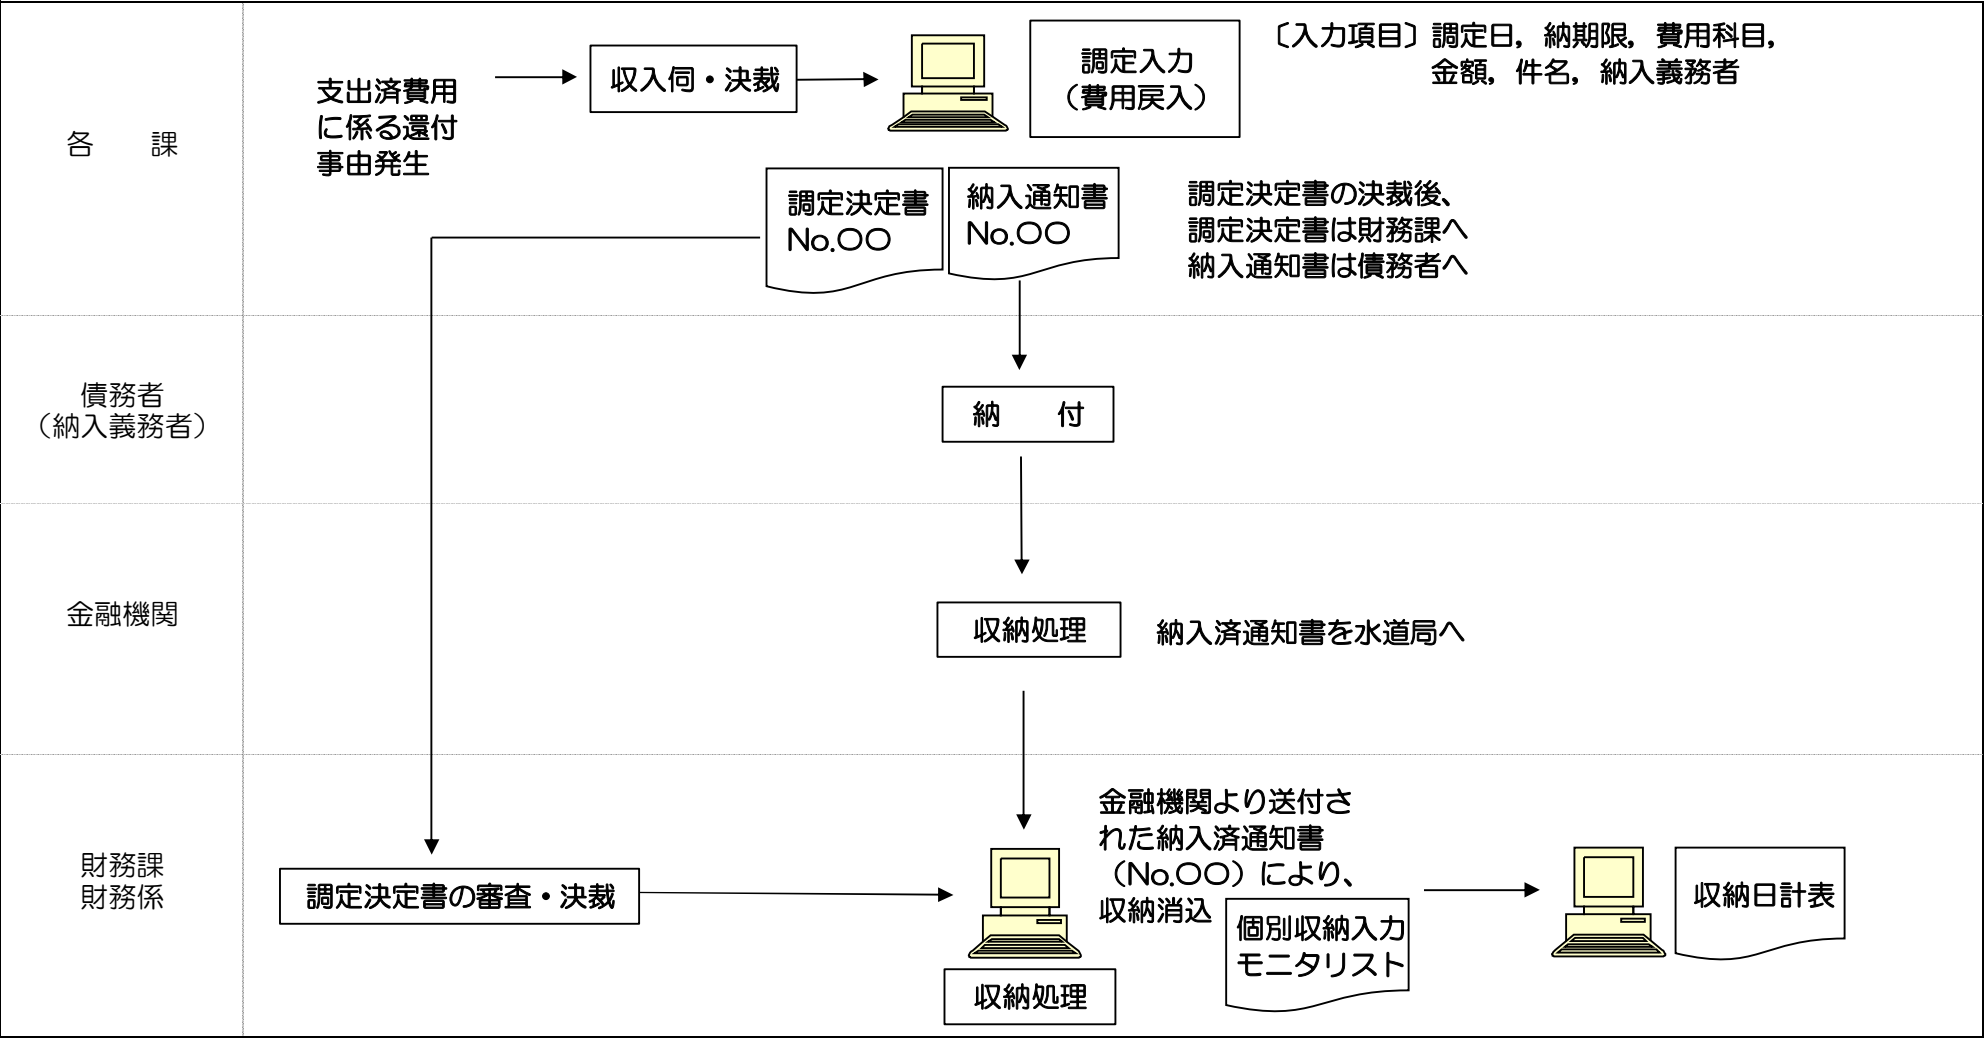 各　　課
支出済費用
に係る還付
事由発生
収入伺・決裁
調定入力
（費用戻入）
〔入力項目〕調定日，納期限，費用科目，
金額，件名，納入義務者
調定決定書
No.〇〇
納入通知書
No.〇〇
調定決定書の決裁後、
調定決定書は財務課へ
納入通知書は債務者へ
債務者
（納入義務者）
納　　付
金融機関
収納処理
納入済通知書を水道局へ
財務課
財務係
調定決定書の審査・決裁
収納処理
金融機関より送付さ
れた納入済通知書
（No.〇〇）により、
収納消込
個別収納入力
モニタリスト
収納日計表